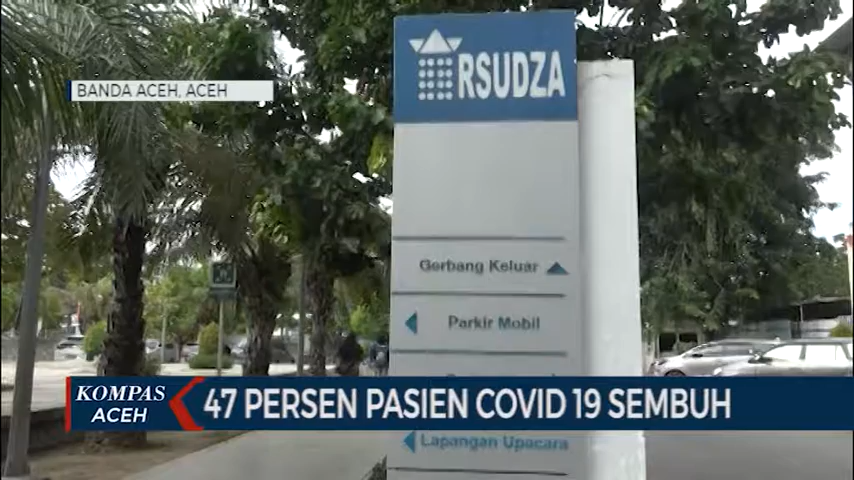 RSUDZA
BANDA ACEH, ACEH
Gerbang Keluar
Parkir Mobil
KOMPAS
ACEH
47 PERSEN PASIEN COVID 19 SEMBUH
Lapangan Upacara